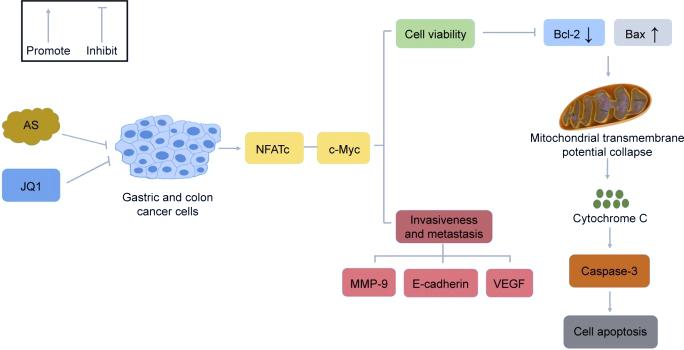 Promote
Inhibit
AS
JQ1
Gastric and colon
cancer cells
NFATc
c-Myc
Cell viability
Bcl-2 ↓
Bax ↑
Mitochondrial transmembrane
potential collapse
Cytochrome C
Caspase-3
Cell apoptosis
Invasiveness
and metastasis
MMP-9
E-cadherin
VEGF